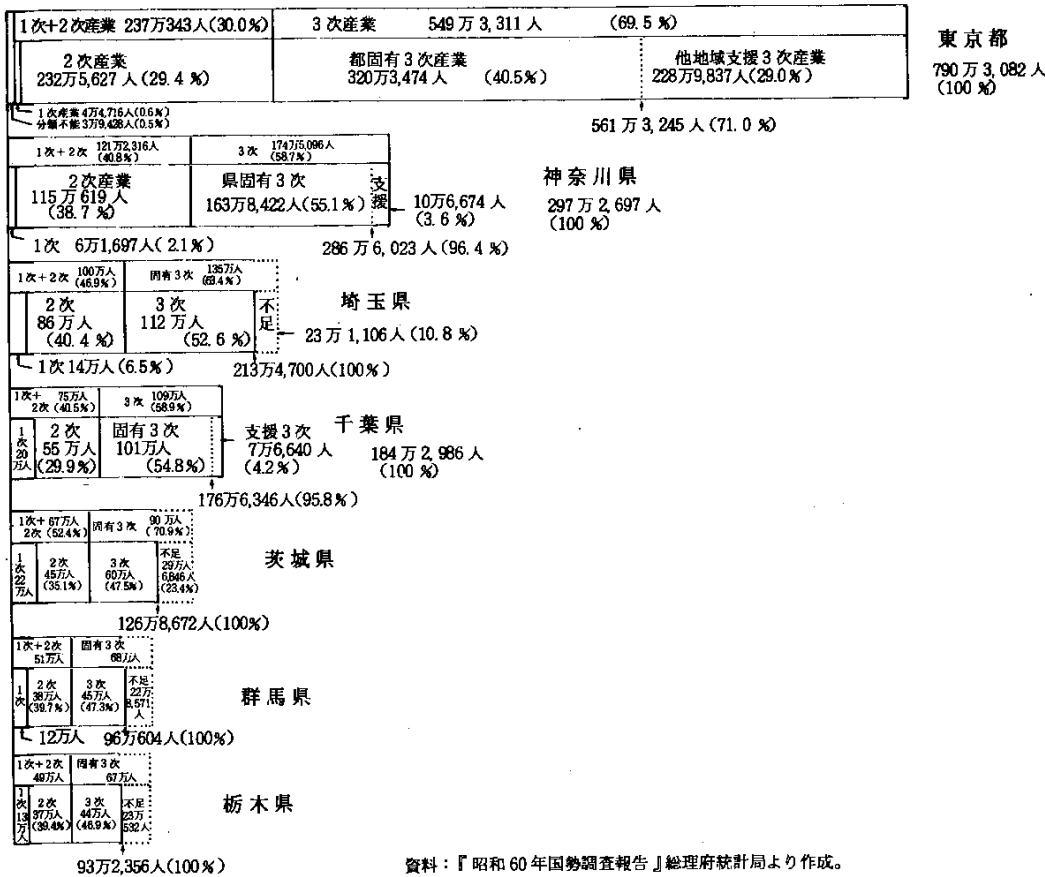 1次+2次産業 237万343人(30.0%) 3次産業 549万3,311人 (69.5%)
東京都
2次産業 都固有3次産業 他地域支援3次産業
232万5,627人(29.4%) 320万3,474人 (40.5%) 228万9,837人(29.0%)
790万3,082人
(100%)
1次産業4万4,716人(0.6%)
分類不能3万9,428人(0.5%)
561万3,245人(71.0%)
1次+2次 121万2,316人 (40.8%) 3次 174万5,096人 (58.7%)
神奈川県
2次産業 県固有3次 支援
115万619人 163万8,422人(55.1%)
(38.7%)
10万6,674人
(3.6%)
297万2,697人
(100%)
1次 6万1,697人(2.1%) 286万6,023人(96.4%)
1次+2次 100万人 (46.9%) 固有3次 135万人 (63.4%)
埼玉県
2次 3次 不足
86万人 112万人
(40.4%) (52.6%)
23万1,106人(10.8%)
1次14万人(6.5%) 213万4,700人(100%)
1次+2次 75万人 (40.5%) 3次 109万人 (58.9%)
千葉県
1次20万人 2次 固有3次 支援3次
55万人 101万人 7万6,640人 184万2,986人
(29.9%) (54.8%) (4.2%) (100%)
176万6,346人(95.8%)
1次+2次 67万人 (52.4%) 固有3次 90万人 (70.9%)
茨城県
1次22万人 2次 3次 不足
45万人 60万人 29万6,846人
(35.1%) (47.5%) (23.4%)
126万8,672人(100%)
1次+2次 固有3次
51万人 68万人
群馬県
1次 2次 3次 不足
38万人 45万人 22万8,571人
(39.7%) (47.3%)
12万人 96万604人(100%)
1次+2次 固有3次
49万人 67万人
栃木県
1次13万人 2次 3次 不足
37万人 44万人 23万532人
(39.4%) (46.9%)
93万2,356人(100%)
資料:『昭和60年国勢調査報告』総理府統計局より作成。